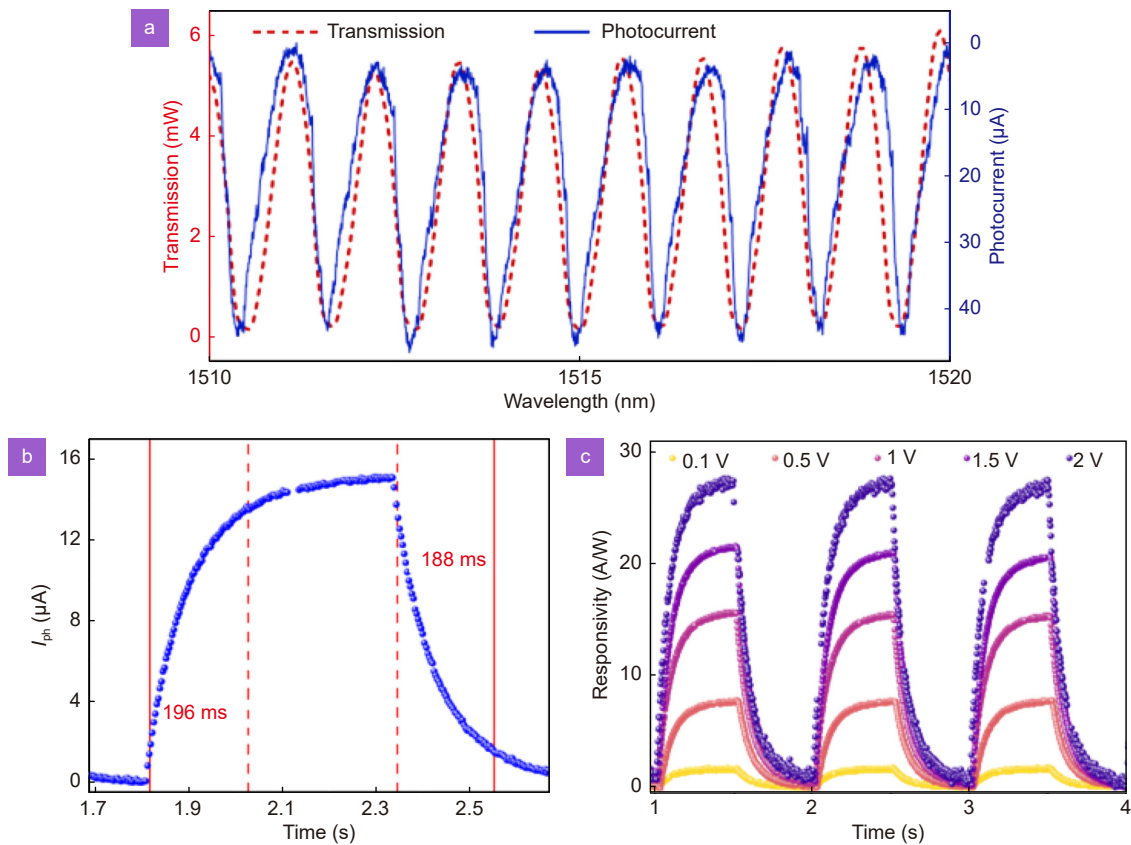 a
Transmission
Photocurrent
6
4
2
0
Transmission (mW)
0
10
20
30
40
Photocurrent (μA)
1510
1515
1520
Wavelength (nm)
b
16
12
8
4
0
I_ph (μA)
196 ms
188 ms
1.7
1.9
2.1
2.3
2.5
Time (s)
c
0.1 V
0.5 V
1 V
1.5 V
2 V
30
20
10
0
Responsivity (A/W)
1
2
3
4
Time (s)